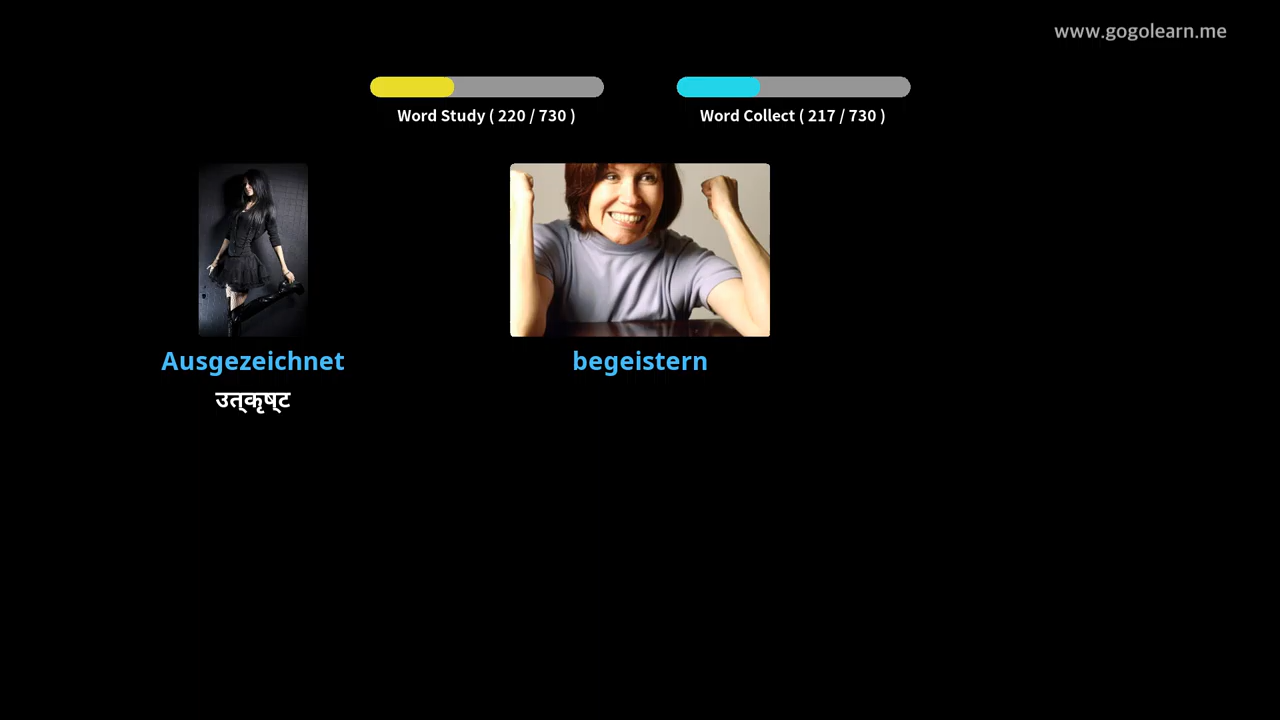 www.gogolearn.me
Word Study ( 220 / 730 )
Word Collect ( 217 / 730 )
Ausgezeichnet
begeistern
उत्कृष्ट